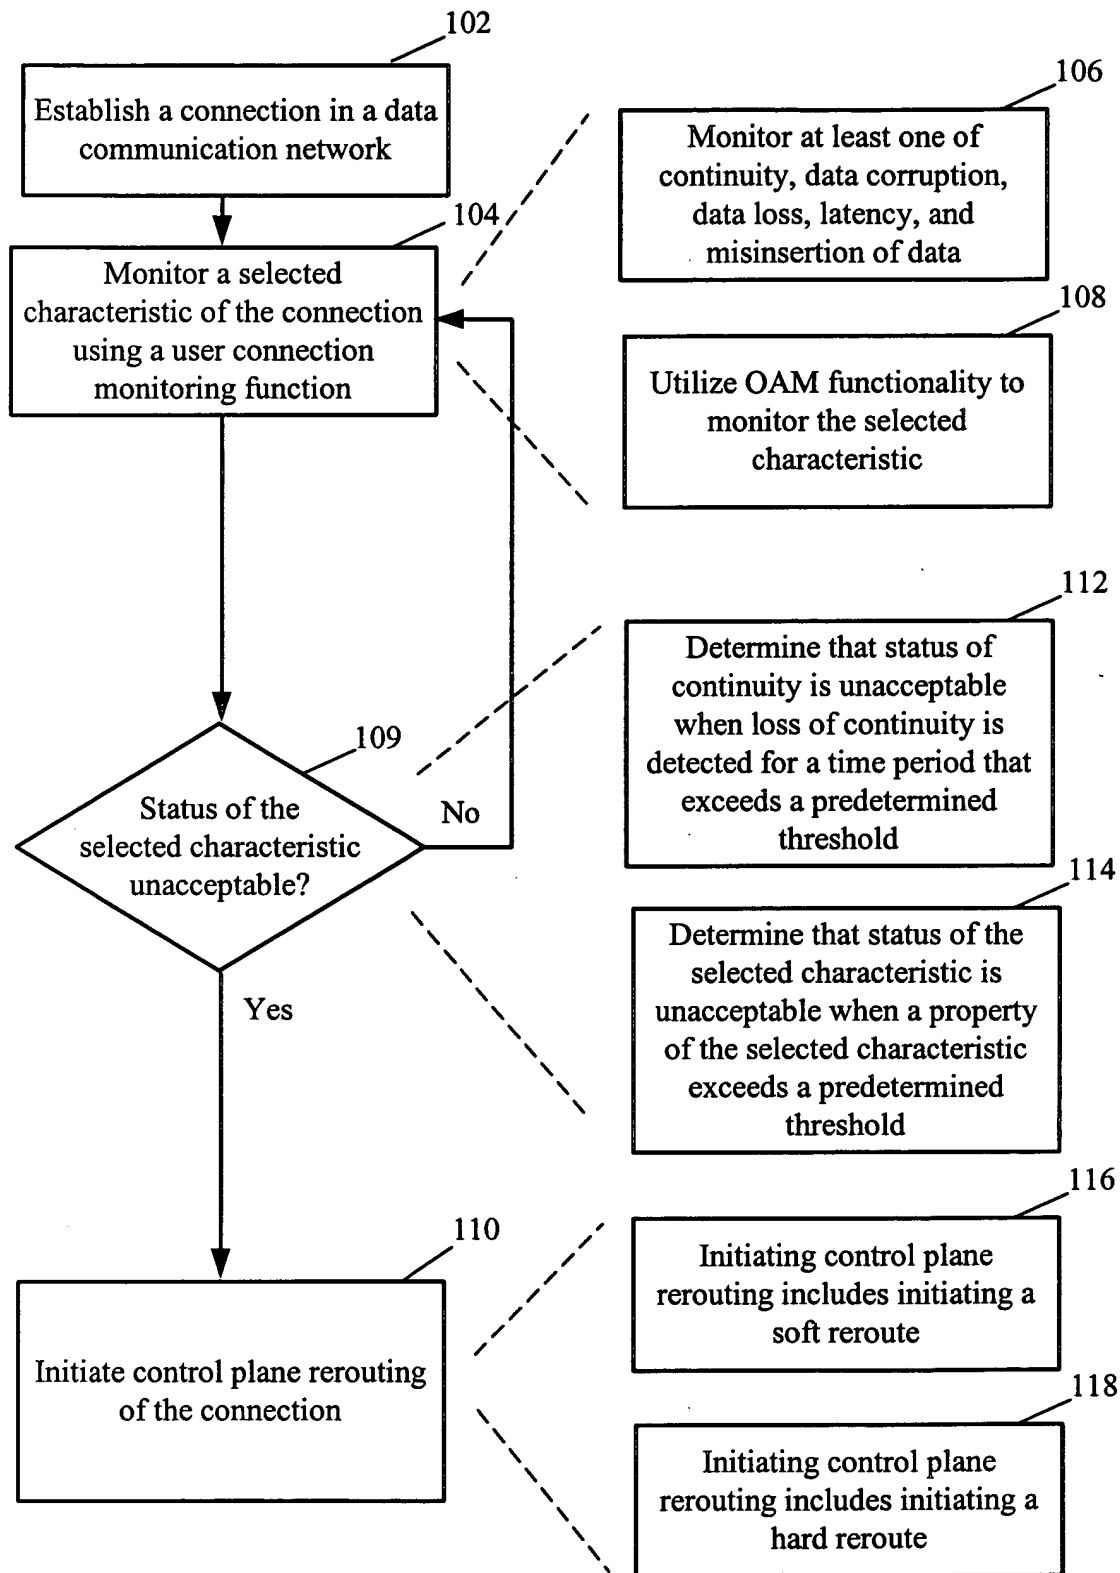 102
Establish a connection in a data
communication network
104
Monitor a selected
characteristic of the connection
using a user connection
monitoring function
106
Monitor at least one of
continuity, data corruption,
data loss, latency, and
misinsertion of data
108
Utilize OAM functionality to
monitor the selected
characteristic
109
Status of the
selected characteristic
unacceptable?
No
Yes
112
Determine that status of
continuity is unacceptable
when loss of continuity is
detected for a time period that
exceeds a predetermined
threshold
114
Determine that status of the
selected characteristic is
unacceptable when a property
of the selected characteristic
exceeds a predetermined
threshold
110
Initiate control plane rerouting
of the connection
116
Initiating control plane
rerouting includes initiating a
soft reroute
118
Initiating control plane
rerouting includes initiating a
hard reroute